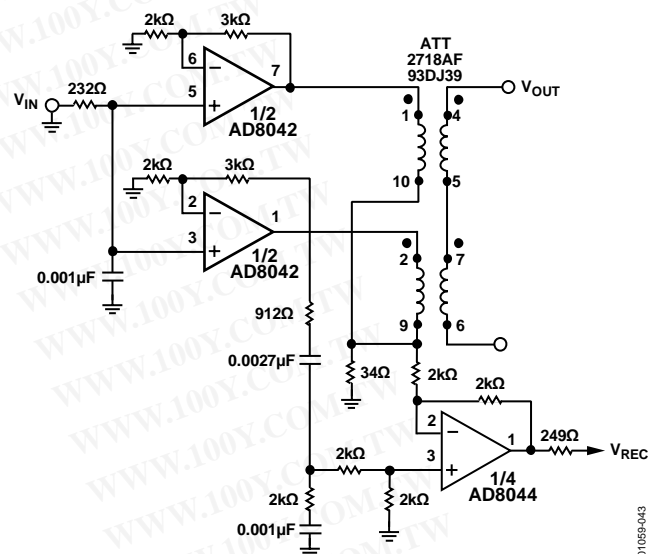 2kΩ 3kΩ
6
7
5
1/2
AD8042
232Ω
VIN
ATT
2718AF
93DJ39
VOUT
1 4
10 5
2kΩ 3kΩ
2
1
3
1/2
AD8042
0.001µF
2 7
9 6
912Ω
0.0027µF
34Ω
2kΩ
2kΩ
2
1
3
249Ω
VREC
1/4
AD8044
2kΩ
2kΩ
2kΩ
0.001µF
01059-043
WWW.100Y.COM.TW